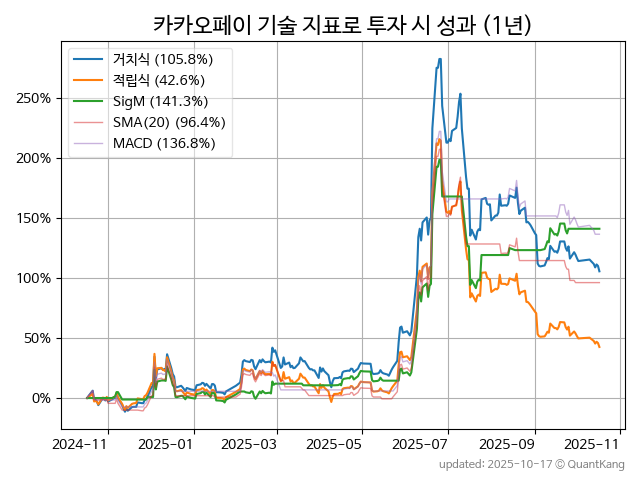 카카오페이 기술 지표로 투자 시 성과 (1년)
거치식 (105.8%)
적립식 (42.6%)
SigM (141.3%)
SMA(20) (96.4%)
MACD (136.8%)
250%
200%
150%
100%
50%
0%
2024-11 2025-01 2025-03 2025-05 2025-07 2025-09 2025-11
updated: 2025-10-17 © QuantKang